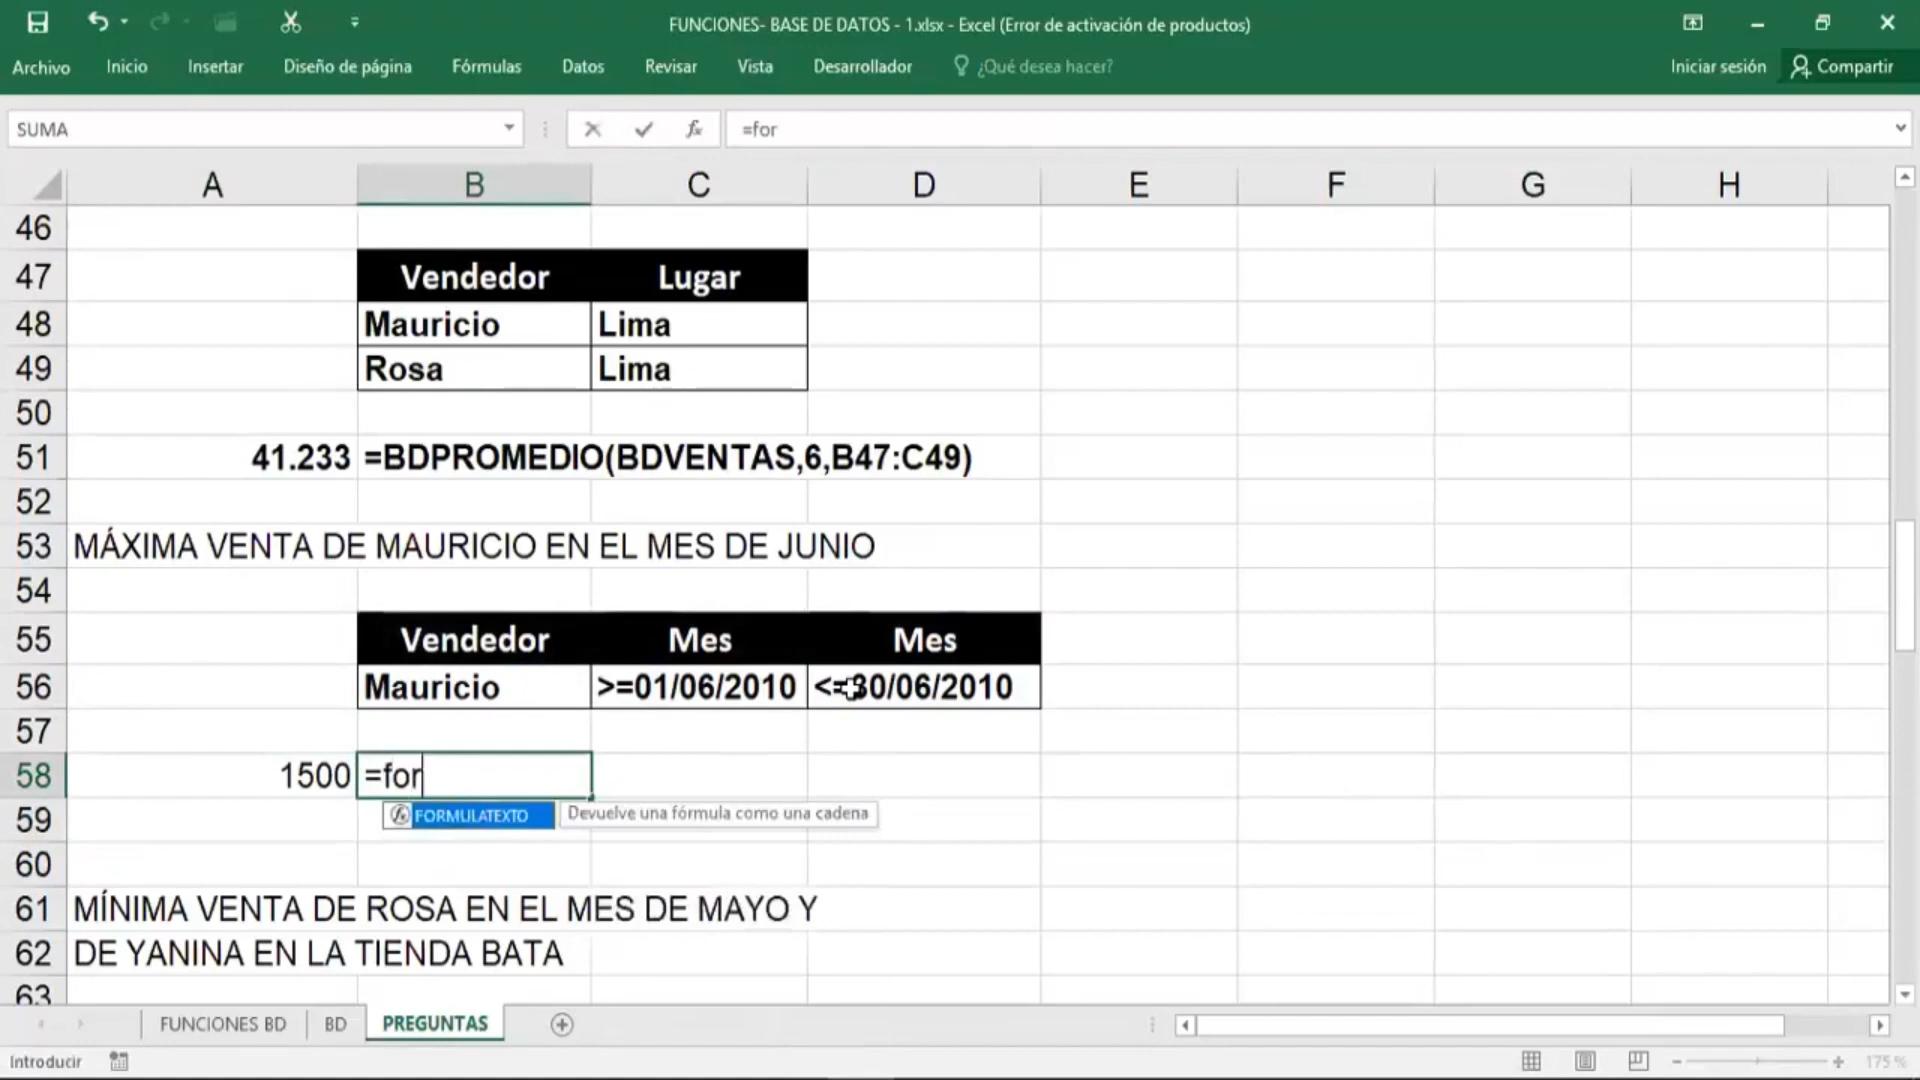 FUNCIONES- BASE DE DATOS - 1.xlsx - Excel (Error de activación de productos)
Archivo Inicio Insertar Diseño de página Fórmulas Datos Revisar Vista Desarrollador ¿Qué desea hacer? Iniciar sesión Compartir
SUMA fx =for
A B C D E F G H
46
47 Vendedor Lugar
48 Mauricio Lima
49 Rosa Lima
50
51 41.233 =BDPROMEDIO(BDVENTAS,6,B47:C49)
52
53 MÁXIMA VENTA DE MAURICIO EN EL MES DE JUNIO
54
55 Vendedor Mes Mes
56 Mauricio >=01/06/2010 <=30/06/2010
57
58 1500 =for
59 fx FORMULATEXTO Devuelve una fórmula como una cadena
60
61 MÍNIMA VENTA DE ROSA EN EL MES DE MAYO Y
62 DE YANINA EN LA TIENDA BATA
63
FUNCIONES BD BD PREGUNTAS
Introducir 175 %